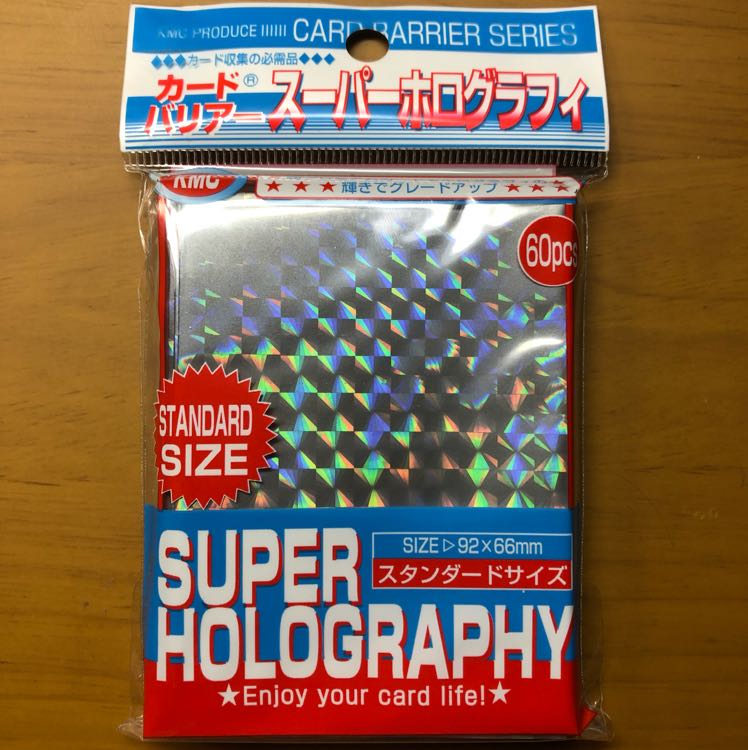 KMC PRODUCE CARD BARRIER SERIES
◆◆◆カード収集の必需品◆◆◆
カード
バリアー® スーパーホログラフィ
KMC
★★★輝きでグレードアップ★★★
60pcs
STANDARD
SIZE
SIZE▷92×66mm
スタンダードサイズ
SUPER
HOLOGRAPHY
★Enjoy your card life!★